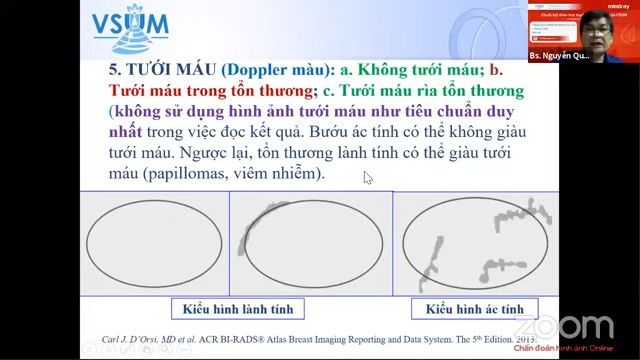 VSUM
mindray
Bs. Nguyễn Qu...
5. TƯỚI MÁU (Doppler màu): a. Không tưới máu; b.
Tưới máu trong tổn thương; c. Tưới máu rìa tổn thương
(không sử dụng hình ảnh tưới máu như tiêu chuẩn duy
nhất trong việc đọc kết quả. Bướu ác tính có thể không giàu
tưới máu. Ngược lại, tổn thương lành tính có thể giàu tưới
máu (papillomas, viêm nhiễm).
Kiểu hình lành tính
Kiểu hình ác tính
Carl J. D'Orsi, MD et al. ACR BI-RADS® Atlas Breast Imaging Reporting and Data System. The 5th Edition. 2013.
zoom
Chẩn đoán hình ảnh Online